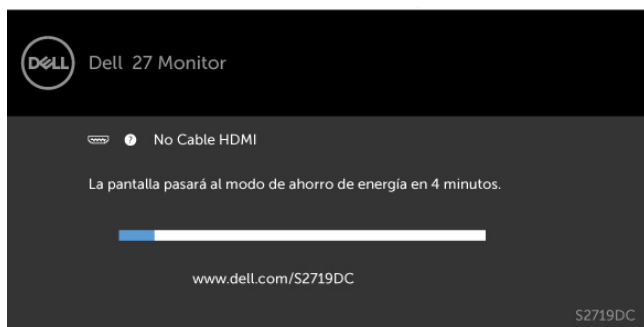 DELL
Dell 27 Monitor
? No Cable HDMI
La pantalla pasará al modo de ahorro de energía en 4 minutos.
www.dell.com/S2719DC
S2719DC